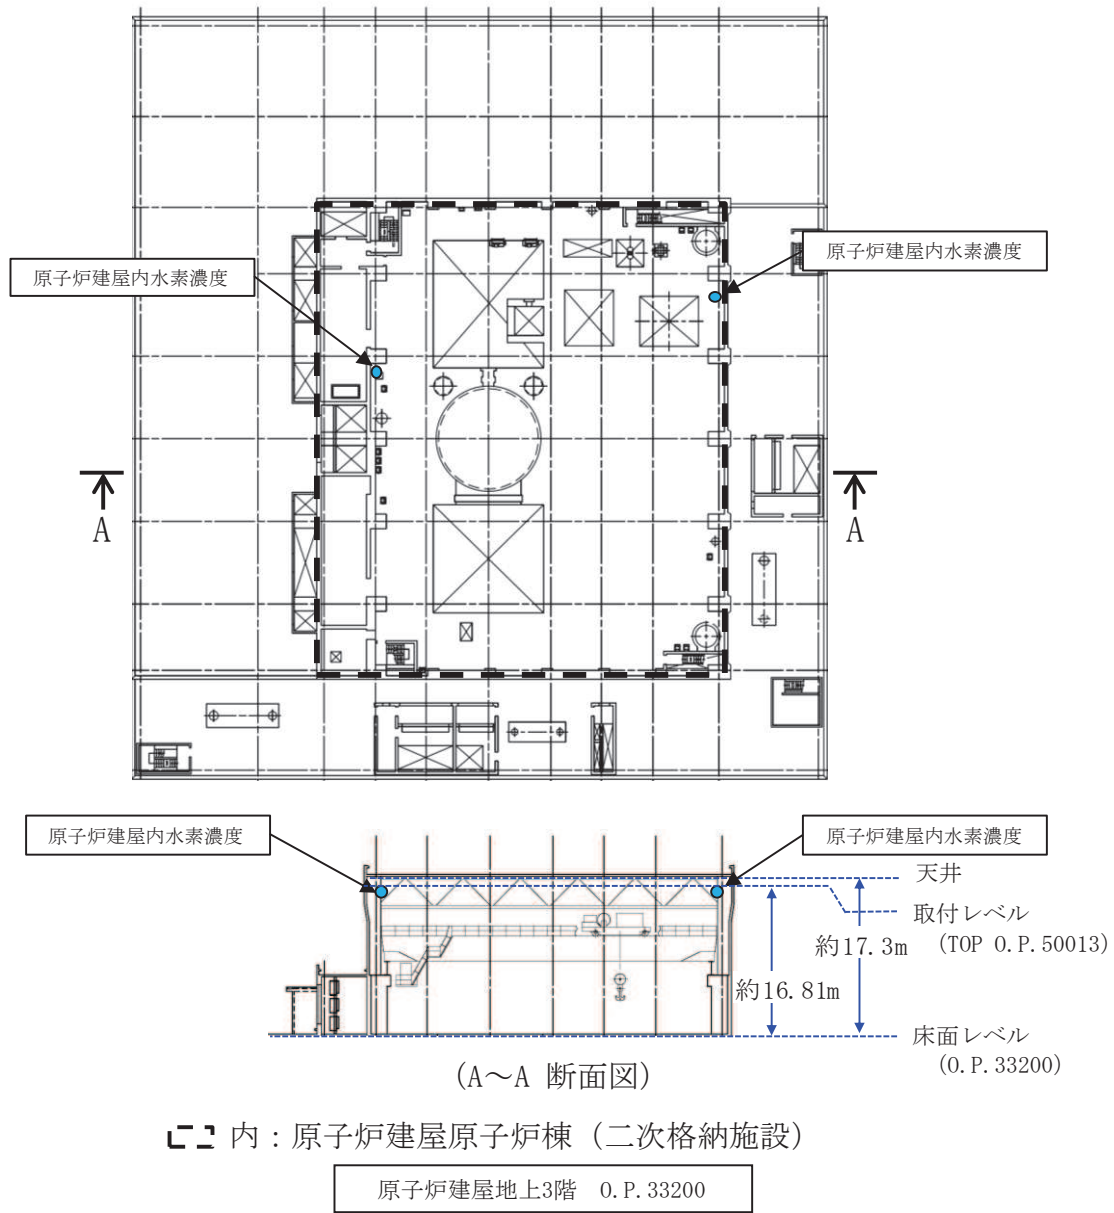 原子炉建屋内水素濃度
原子炉建屋内水素濃度
A
A
原子炉建屋内水素濃度
原子炉建屋内水素濃度
天井
取付レベル
(TOP O.P.50013)
約17.3m
約16.81m
床面レベル
(O.P.33200)
(A～A 断面図)
内：原子炉建屋原子炉棟（二次格納施設）
原子炉建屋地上3階 O.P.33200